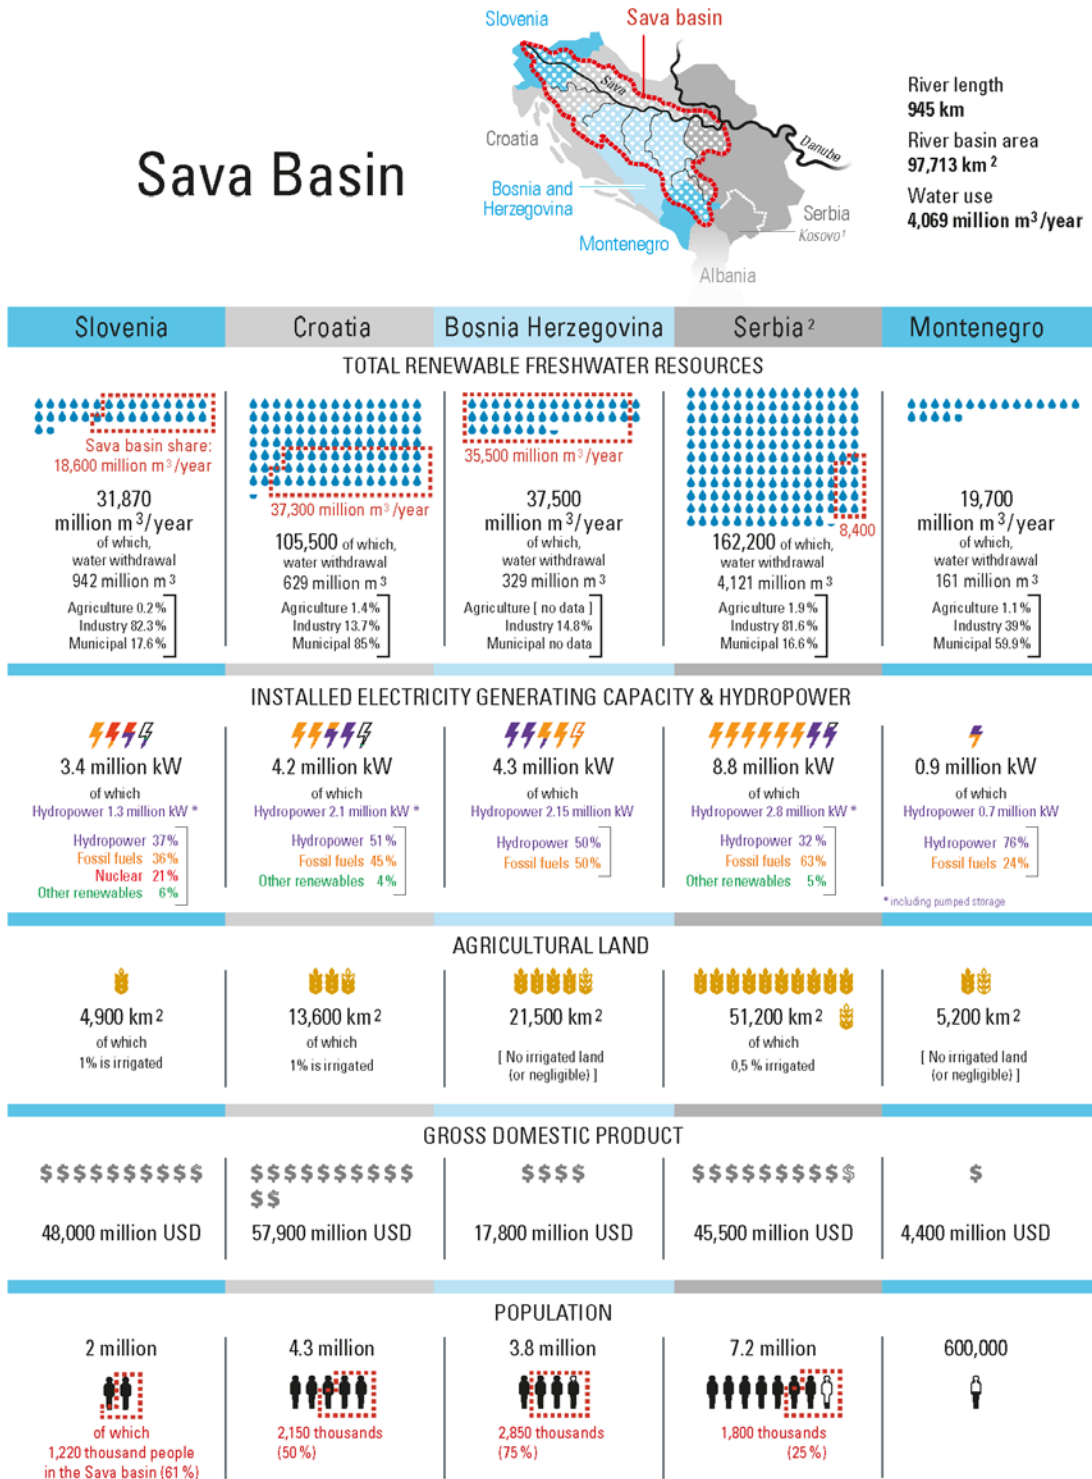 Slovenia
Sava basin
Sava
Croatia
Danube
Bosnia and
Herzegovina
Serbia
Kosovo¹
Montenegro
Albania
Sava Basin
River length
945 km
River basin area
97,713 km²
Water use
4,069 million m³/year
Slovenia Croatia Bosnia Herzegovina Serbia² Montenegro
TOTAL RENEWABLE FRESHWATER RESOURCES
Sava basin share:
18,600 million m³/year
31,870
million m³/year
of which,
water withdrawal
942 million m³
Agriculture 0.2%
Industry 82.3%
Municipal 17.6%
37,300 million m³/year
105,500 of which,
water withdrawal
629 million m³
Agriculture 1.4%
Industry 13.7%
Municipal 85%
35,500 million m³/year
37,500
million m³/year
of which,
water withdrawal
329 million m³
Agriculture [ no data ]
Industry 14.8%
Municipal no data
8,400
162,200 of which,
water withdrawal
4,121 million m³
Agriculture 1.9%
Industry 81.6%
Municipal 16.6%
19,700
million m³/year
of which,
water withdrawal
161 million m³
Agriculture 1.1%
Industry 39%
Municipal 59.9%
INSTALLED ELECTRICITY GENERATING CAPACITY & HYDROPOWER
3.4 million kW
of which
Hydropower 1.3 million kW *
Hydropower 37%
Fossil fuels 36%
Nuclear 21%
Other renewables 6%
4.2 million kW
of which
Hydropower 2.1 million kW *
Hydropower 51%
Fossil fuels 45%
Other renewables 4%
4.3 million kW
of which
Hydropower 2.15 million kW
Hydropower 50%
Fossil fuels 50%
8.8 million kW
of which
Hydropower 2.8 million kW *
Hydropower 32%
Fossil fuels 63%
Other renewables 5%
0.9 million kW
of which
Hydropower 0.7 million kW
Hydropower 76%
Fossil fuels 24%
* including pumped storage
AGRICULTURAL LAND
4,900 km²
of which
1% is irrigated
13,600 km²
of which
1% is irrigated
21,500 km²
[ No irrigated land
(or negligible) ]
51,200 km²
of which
0,5 % irrigated
5,200 km²
[ No irrigated land
(or negligible) ]
GROSS DOMESTIC PRODUCT
$$$$$$$$$$
48,000 million USD
$$$$$$$$$$
$$
57,900 million USD
$$$$
17,800 million USD
$$$$$$$$$$
45,500 million USD
$
4,400 million USD
POPULATION
2 million
of which
1,220 thousand people
in the Sava basin (61%)
4.3 million
2,150 thousands
(50%)
3.8 million
2,850 thousands
(75%)
7.2 million
1,800 thousands
(25%)
600,000